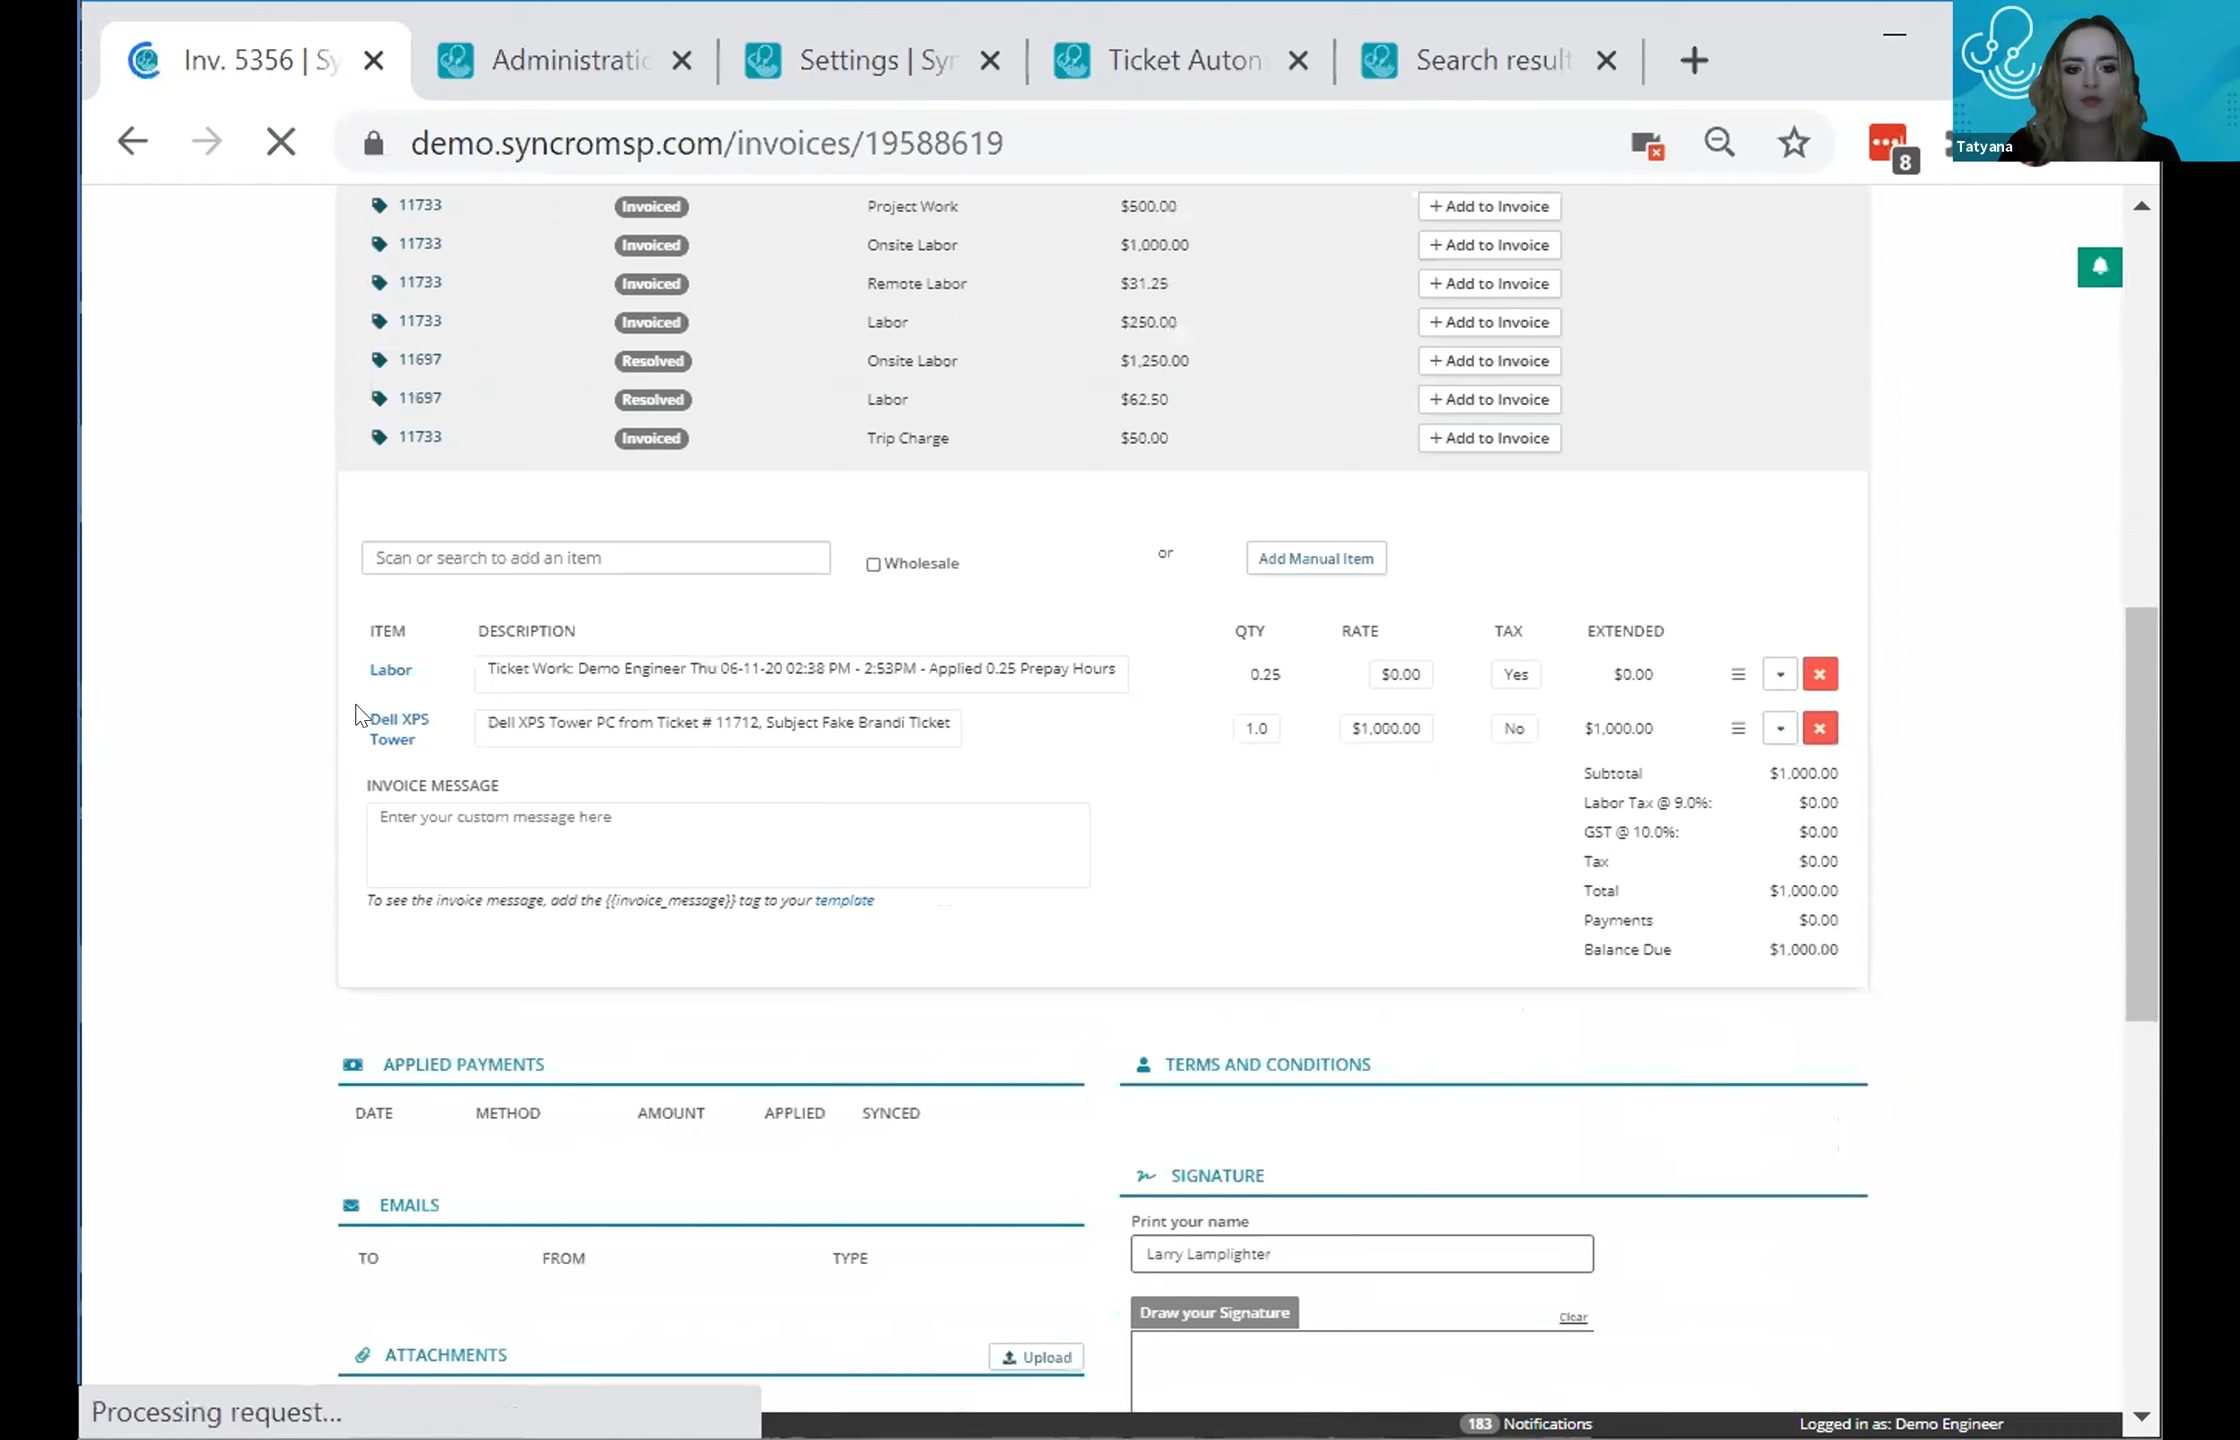 Inv. 5356 | Sy
Administratio
Settings | Syn
Ticket Autom
Search result
demo.syncromsp.com/invoices/19588619
8
Tatyana
11733 Invoiced Project Work $500.00 + Add to Invoice
11733 Invoiced Onsite Labor $1,000.00 + Add to Invoice
11733 Invoiced Remote Labor $31.25 + Add to Invoice
11733 Invoiced Labor $250.00 + Add to Invoice
11697 Resolved Onsite Labor $1,250.00 + Add to Invoice
11697 Resolved Labor $62.50 + Add to Invoice
11733 Invoiced Trip Charge $50.00 + Add to Invoice
Scan or search to add an item Wholesale or Add Manual Item
ITEM DESCRIPTION QTY RATE TAX EXTENDED
Labor Ticket Work: Demo Engineer Thu 06-11-20 02:38 PM - 2:53PM - Applied 0.25 Prepay Hours 0.25 $0.00 Yes $0.00
Dell XPS Tower Dell XPS Tower PC from Ticket # 11712, Subject Fake Brandi TIcket 1.0 $1,000.00 No $1,000.00
INVOICE MESSAGE
Enter your custom message here
To see the invoice message, add the {{invoice_message}} tag to your template
Subtotal $1,000.00
Labor Tax @ 9.0%: $0.00
GST @ 10.0%: $0.00
Tax $0.00
Total $1,000.00
Payments $0.00
Balance Due $1,000.00
APPLIED PAYMENTS
DATE METHOD AMOUNT APPLIED SYNCED
TERMS AND CONDITIONS
EMAILS
TO FROM TYPE
SIGNATURE
Print your name
Larry Lamplighter
Draw your Signature Clear
ATTACHMENTS Upload
Processing request...
183 Notifications
Logged in as: Demo Engineer